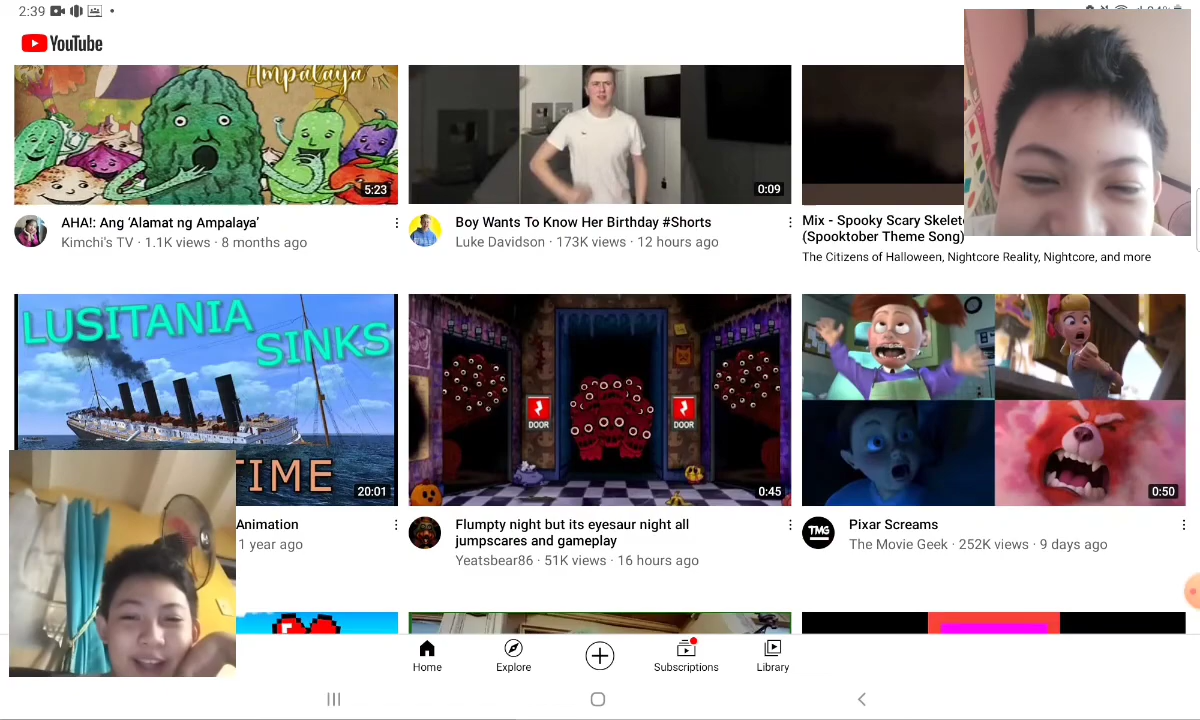 2:39
YouTube
Ampalaya
5:23
AHA!: Ang ‘Alamat ng Ampalaya’
Kimchi's TV · 1.1K views · 8 months ago
0:09
Boy Wants To Know Her Birthday #Shorts
Luke Davidson · 173K views · 12 hours ago
Mix - Spooky Scary
(Spooktober Theme Song)
The Citizens of Halloween, Nightcore Reality, Nightcore, and more
LUSITANIA
SINKS
TIME
20:01
Animation
1 year ago
DOOR
DOOR
0:45
Flumpty night but its eyesaur night all
jumpscares and gameplay
Yeatsbear86 · 51K views · 16 hours ago
0:50
TMG
Pixar Screams
The Movie Geek · 252K views · 9 days ago
Home
Explore
Subscriptions
Library